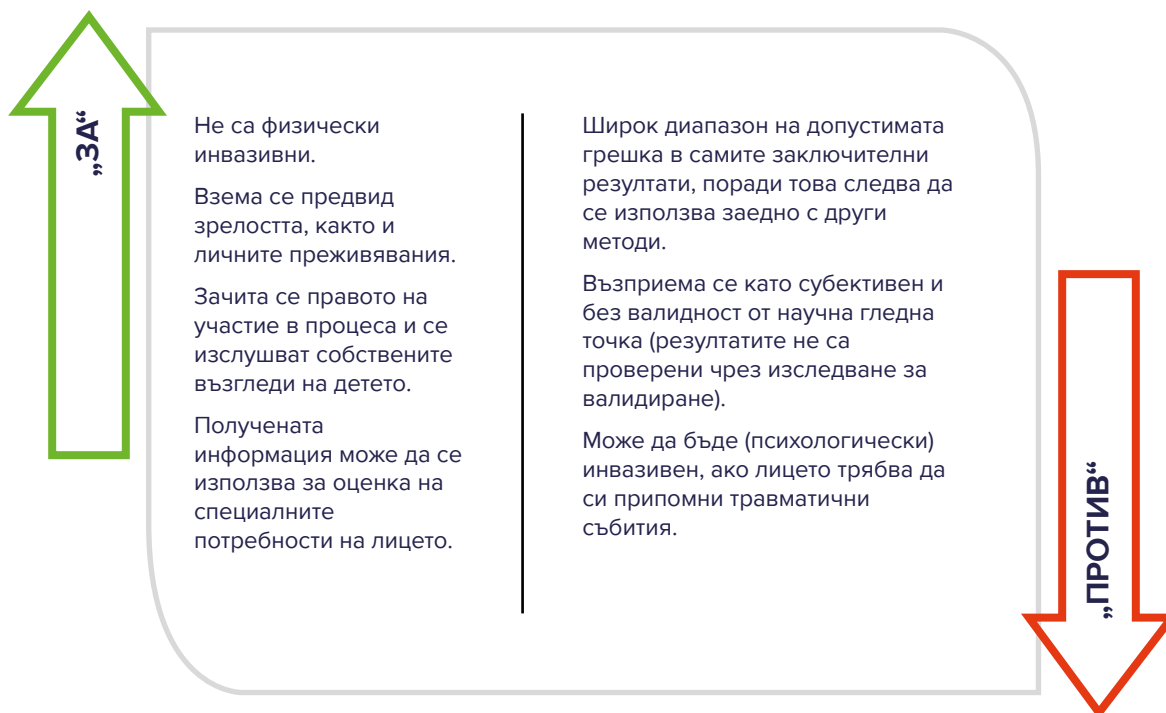 „ЗА“
Не са физически
инвазивни.
Взема се предвид
зрелостта, както и
личните преживявания.
Зачита се правото на
участие в процеса и се
изслушват собствените
възгледи на детето.
Получената
информация може да се
използва за оценка на
специалните
потребности на лицето.
Широк диапазон на допустимата
грешка в самите заключителни
резултати, поради това следва да
се използва заедно с други
методи.
Възприема се като субективен и
без валидност от научна гледна
точка (резултатите не са
проверени чрез изследване за
валидиране).
Може да бъде (психологически)
инвазивен, ако лицето трябва да
си припомни травматични
събития.
„ПРОТИВ“